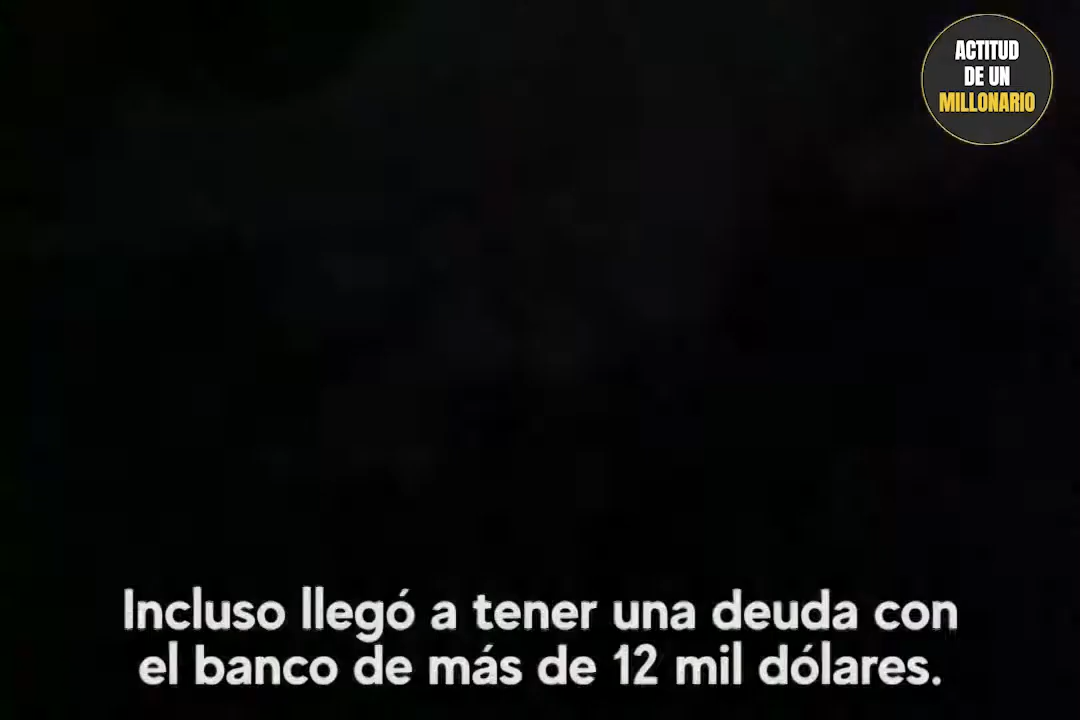 ACTITUD
DE UN
MILLONARIO
Incluso llegó a tener una deuda con
el banco de más de 12 mil dólares.